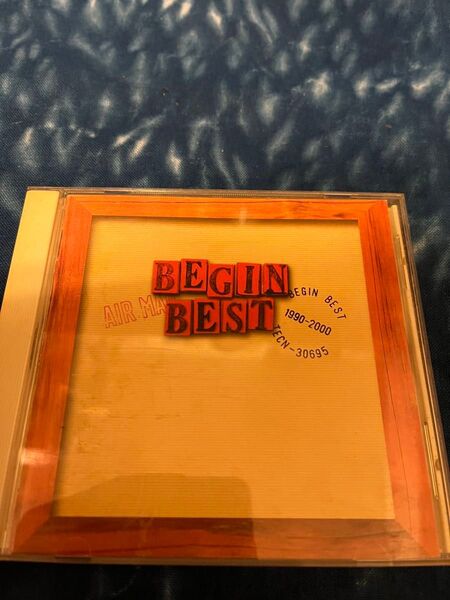 BEGIN
BEST
AIR MA
BEGIN BEST
1990-2000
TECN-30695